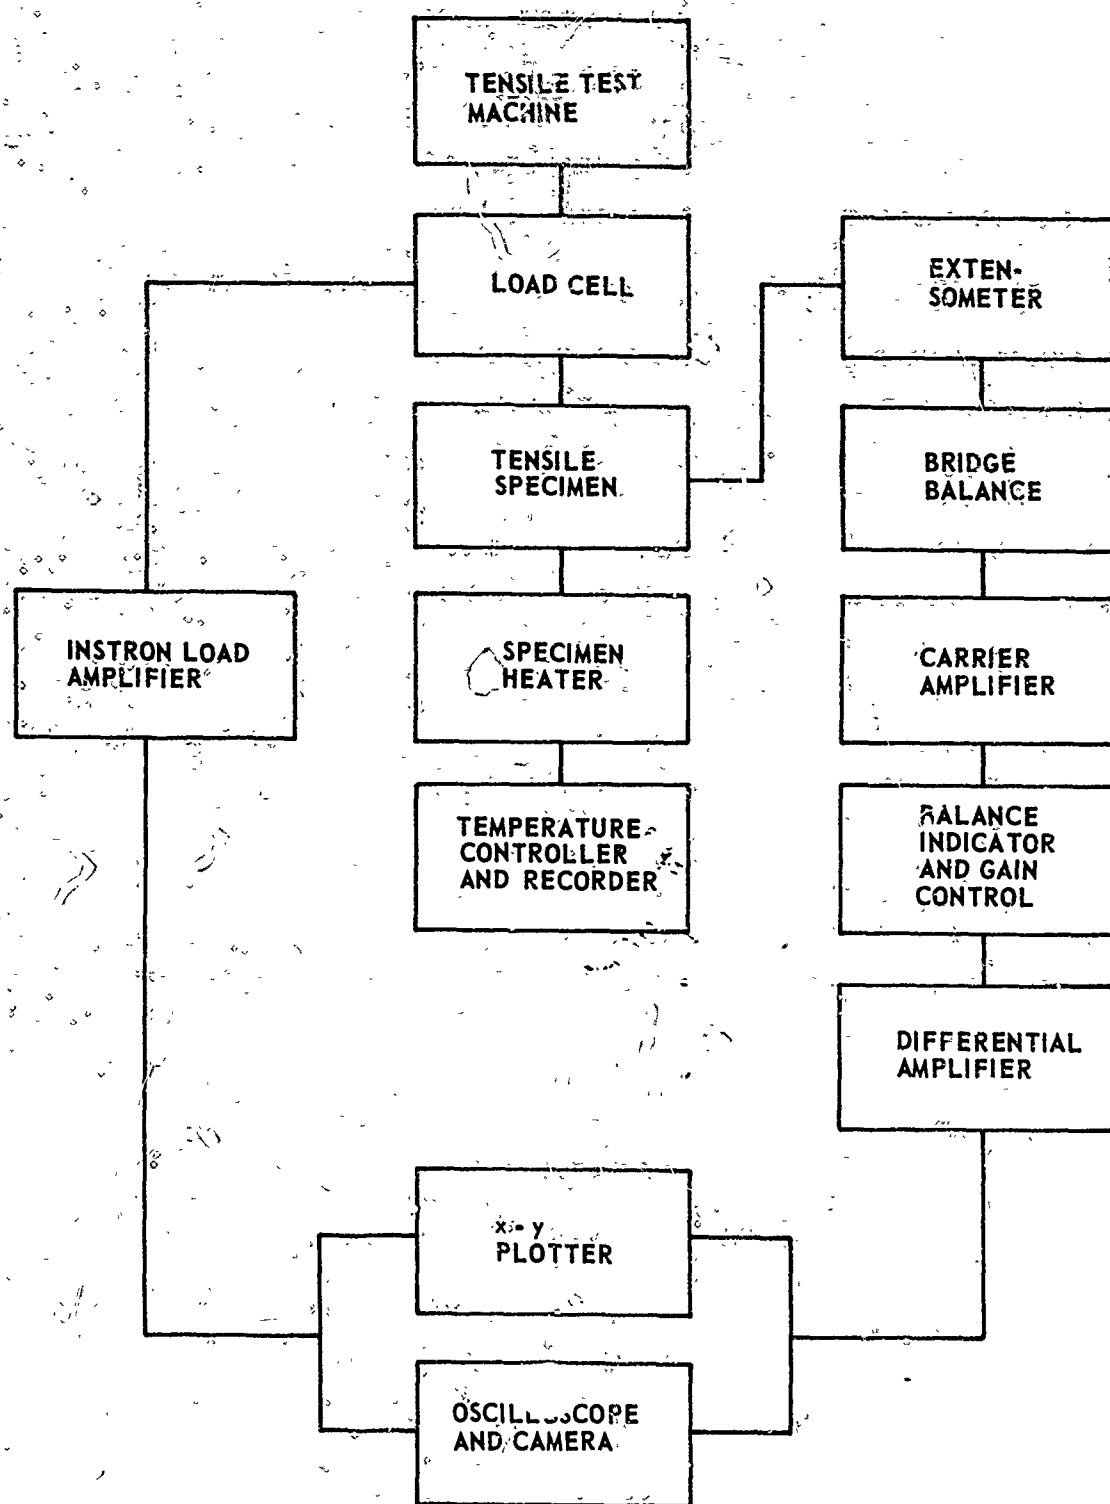 TENSILE TEST
MACHINE
LOAD CELL
EXTEN-
SOMETER
TENSILE
SPECIMEN
BRIDGE
BALANCE
INSTRON LOAD
AMPLIFIER
SPECIMEN
HEATER
CARRIER
AMPLIFIER
TEMPERATURE
CONTROLLER
AND RECORDER
BALANCE
INDICATOR
AND GAIN
CONTROL
DIFFERENTIAL
AMPLIFIER
x - y
PLOTTER
OSCILLOSCOPE
AND CAMERA